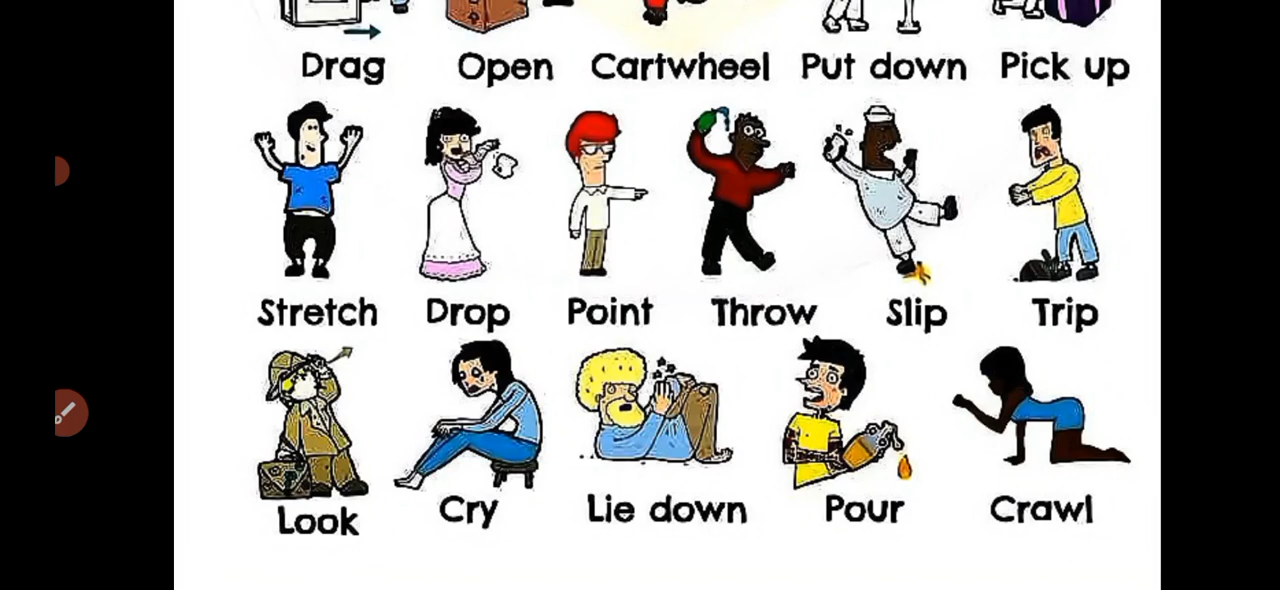 Drag Open Cartwheel Put down Pick up
Stretch Drop Point Throw Slip Trip
Look Cry Lie down Pour Crawl